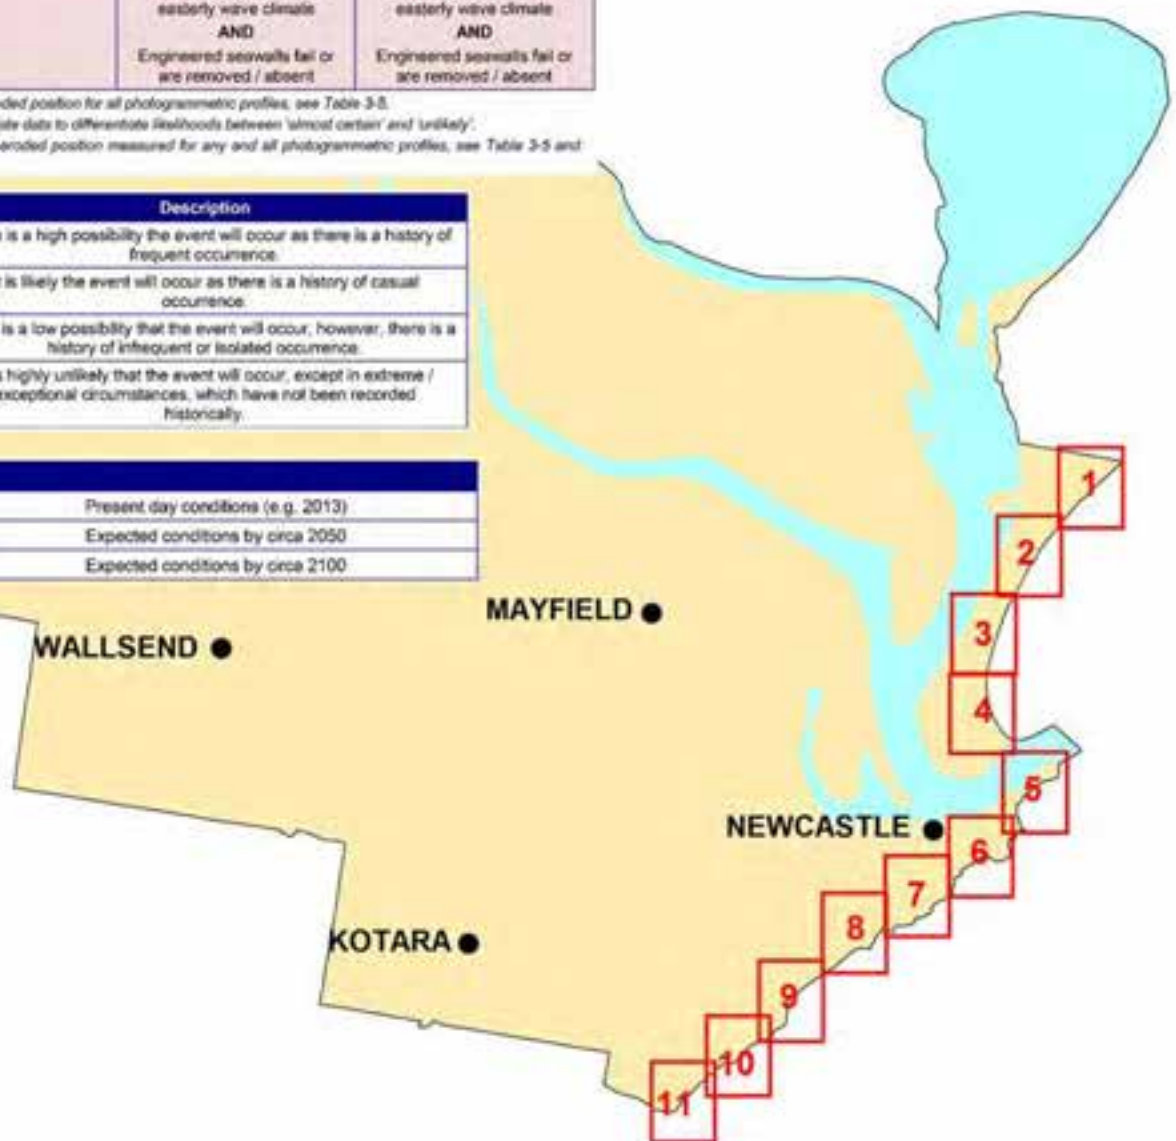 easterly wave climate
AND
Engineered seawalls fail or
are removed / absent
easterly wave climate
AND
Engineered seawalls fail or
are removed / absent
ded position for all photogrammetric profiles, see Table 3-5.
ate data to differentiate likelihoods between 'almost certain' and 'unlikely'.
eroded position measured for any and all photogrammetric profiles, see Table 3-5 and
Description
is a high possibility the event will occur as there is a history of
frequent occurrence.
is likely the event will occur as there is a history of casual
occurrence.
is a low possibility that the event will occur, however, there is a
history of infrequent or isolated occurrence.
highly unlikely that the event will occur, except in extreme /
exceptional circumstances, which have not been recorded
historically.
Present day conditions (e.g. 2013)
Expected conditions by circa 2050
Expected conditions by circa 2100
1
2
MAYFIELD
3
WALLSEND
4
5
NEWCASTLE
6
7
8
KOTARA
9
10
11